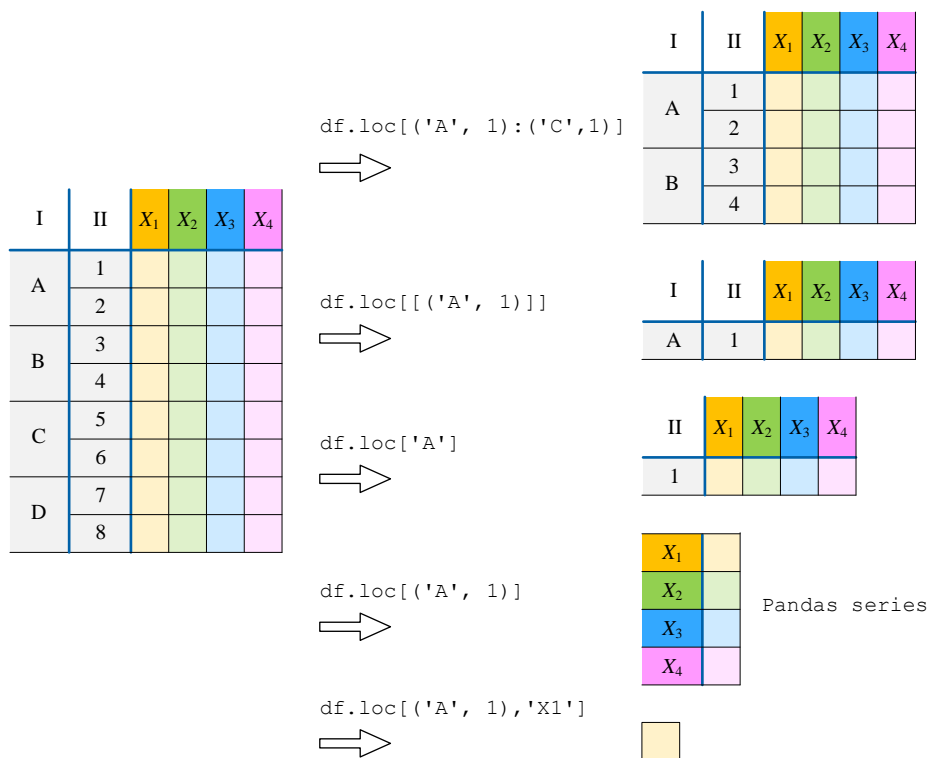 I II X1 X2 X3 X4
A 1
2
B 3
4
C 5
6
D 7
8
df.loc[('A', 1):('C',1)]
I II X1 X2 X3 X4
A 1
2
B 3
4
df.loc[[('A', 1)]]
I II X1 X2 X3 X4
A 1
df.loc['A']
II X1 X2 X3 X4
1
df.loc[('A', 1)]
X1
X2
X3
X4
Pandas series
df.loc[('A', 1),'X1']